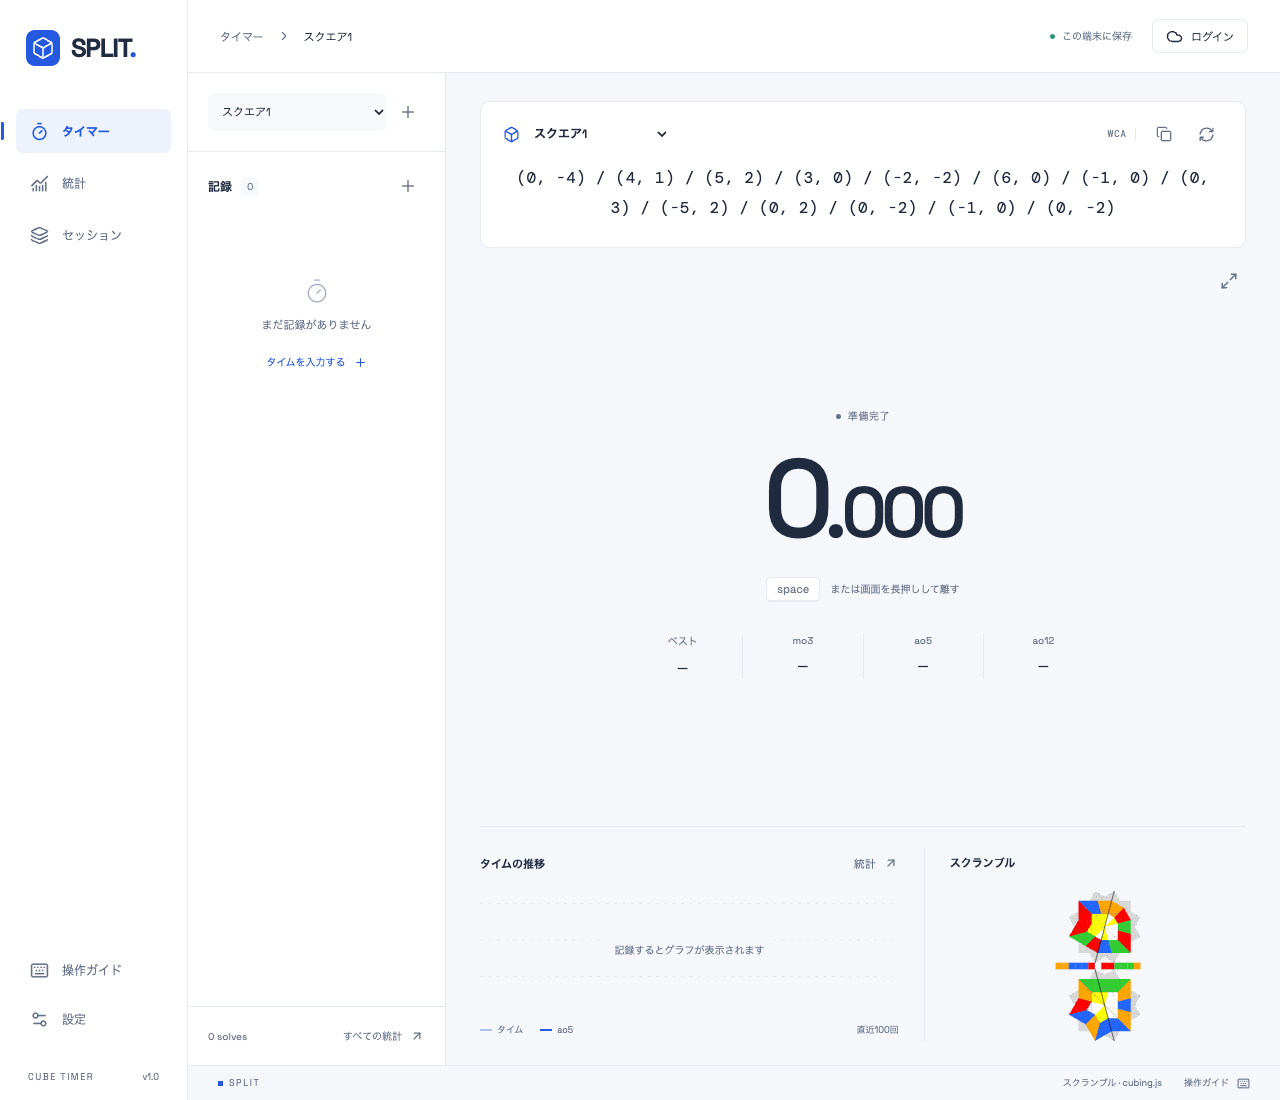 SPLIT.
タイマー
統計
セッション
操作ガイド
設定
CUBE TIMER
v1.0
タイマー
スクエア1
この端末に保存
ログイン
スクエア1
記録 0
まだ記録がありません
タイムを入力する
0 solves
すべての統計
スクエア1
WCA
(0, -4) / (4, 1) / (5, 2) / (3, 0) / (-2, -2) / (6, 0) / (-1, 0) / (0,
3) / (-5, 2) / (0, 2) / (0, -2) / (-1, 0) / (0, -2)
準備完了
0.000
space または画面を長押しして離す
ベスト
—
mo3
—
ao5
—
ao12
—
タイムの推移
統計
記録するとグラフが表示されます
タイム
ao5
直近100回
スクランブル
SPLIT
スクランブル · cubing.js
操作ガイド